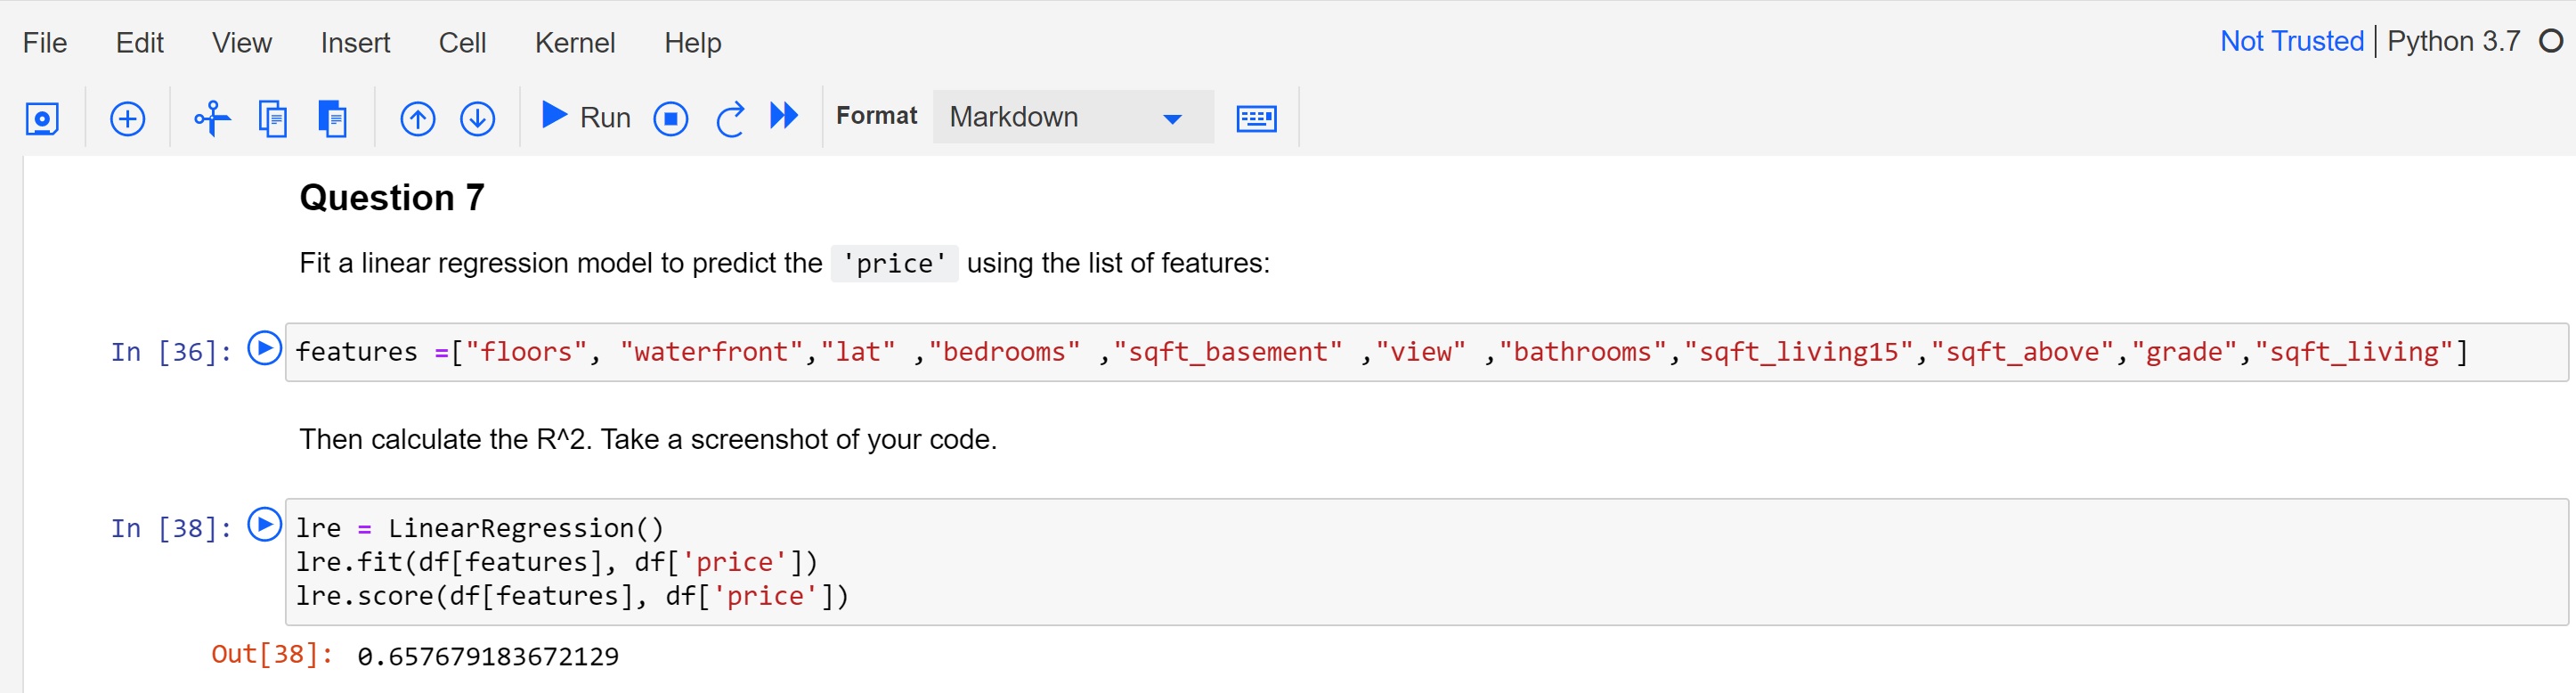 File Edit View Insert Cell Kernel Help Not Trusted | Python 3.7
Run Format Markdown
Question 7
Fit a linear regression model to predict the 'price' using the list of features:
In [36]: features =["floors", "waterfront","lat" ,"bedrooms" ,"sqft_basement" ,"view" ,"bathrooms","sqft_living15","sqft_above","grade","sqft_living"]
Then calculate the R^2. Take a screenshot of your code.
In [38]: lre = LinearRegression()
lre.fit(df[features], df['price'])
lre.score(df[features], df['price'])
Out[38]: 0.657679183672129